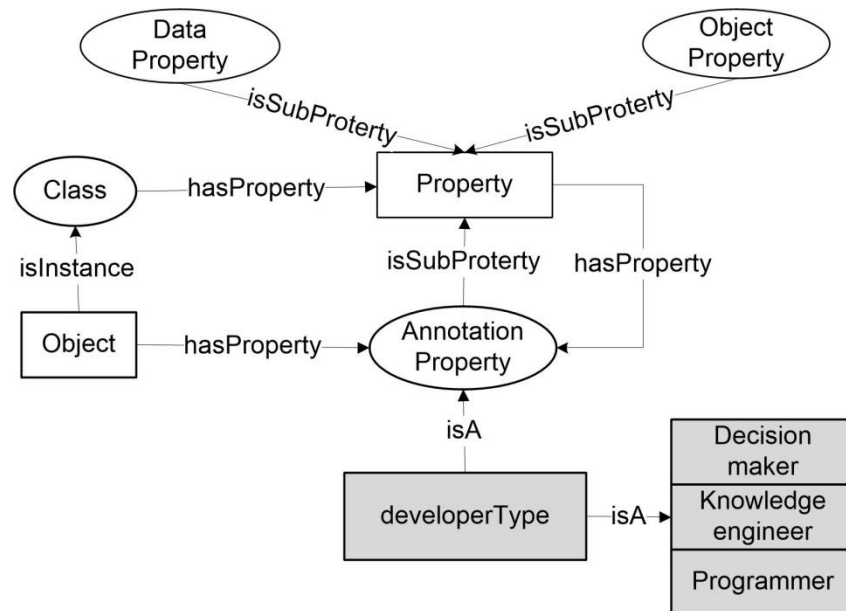 Data
Property
Object
Property
isSubProterty
isSubProterty
Class
hasProperty
Property
isInstance
isSubProterty
hasProperty
Object
hasProperty
Annotation
Property
isA
developerType
isA
Decision
maker
Knowledge
engineer
Programmer